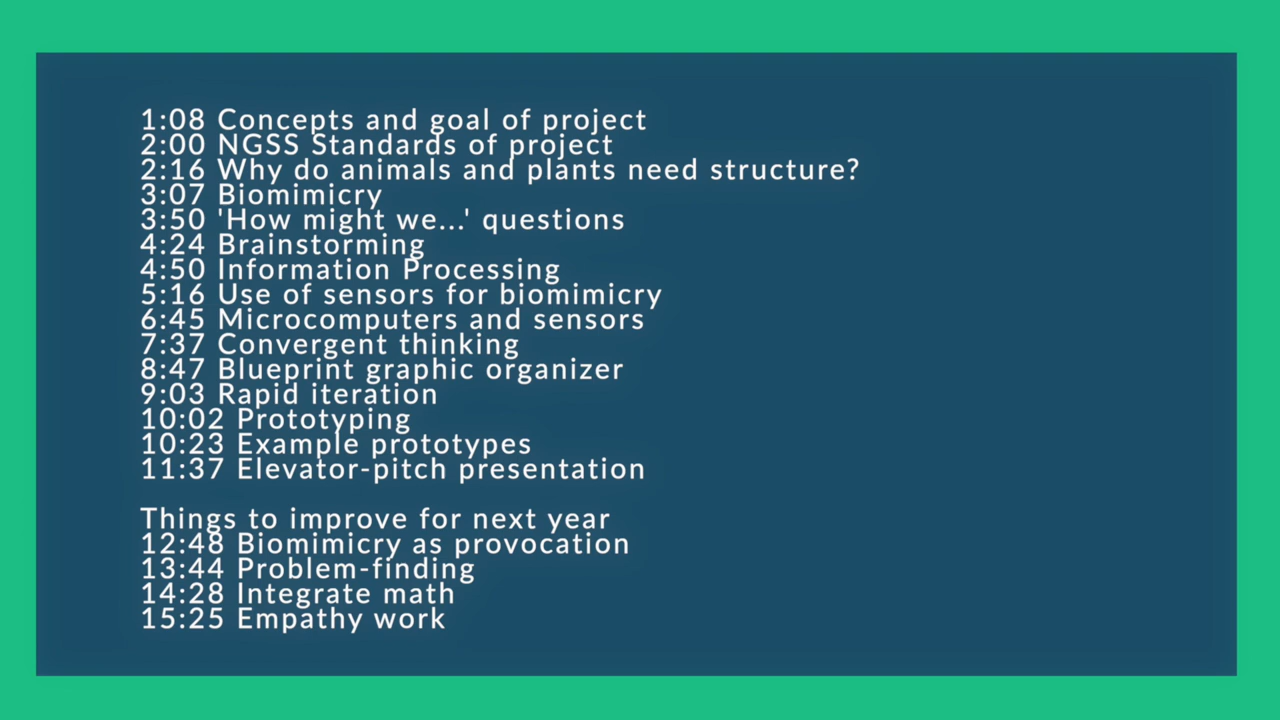 1:08 Concepts and goal of project
2:00 NGSS Standards of project
2:16 Why do animals and plants need structure?
3:07 Biomimicry
3:50 'How might we...' questions
4:24 Brainstorming
4:50 Information Processing
5:16 Use of sensors for biomimicry
6:45 Microcomputers and sensors
7:37 Convergent thinking
8:47 Blueprint graphic organizer
9:03 Rapid iteration
10:02 Prototyping
10:23 Example prototypes
11:37 Elevator-pitch presentation
Things to improve for next year
12:48 Biomimicry as provocation
13:44 Problem-finding
14:28 Integrate math
15:25 Empathy work